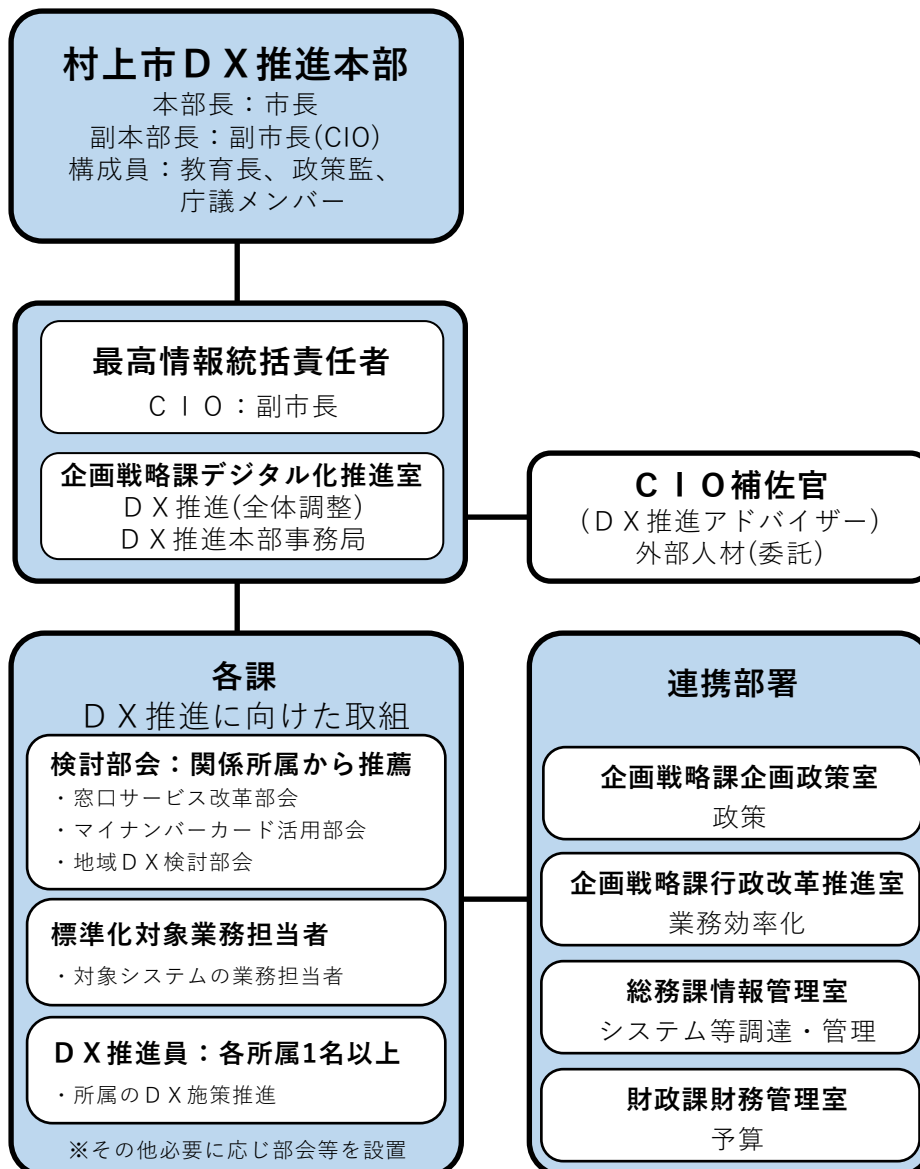 村上市ＤＸ推進本部
本部長：市長
副本部長：副市長(CIO)
構成員：教育長、政策監、
庁議メンバー
最高情報統括責任者
ＣＩＯ：副市長
企画戦略課デジタル化推進室
ＤＸ推進(全体調整)
ＤＸ推進本部事務局
ＣＩＯ補佐官
(ＤＸ推進アドバイザー)
外部人材(委託)
各課
ＤＸ推進に向けた取組
検討部会：関係所属から推薦
・窓口サービス改革部会
・マイナンバーカード活用部会
・地域ＤＸ検討部会
標準化対象業務担当者
・対象システムの業務担当者
ＤＸ推進員：各所属1名以上
・所属のＤＸ施策推進
※その他必要に応じ部会等を設置
連携部署
企画戦略課企画政策室
政策
企画戦略課行政改革推進室
業務効率化
総務課情報管理室
システム等調達・管理
財政課財務管理室
予算